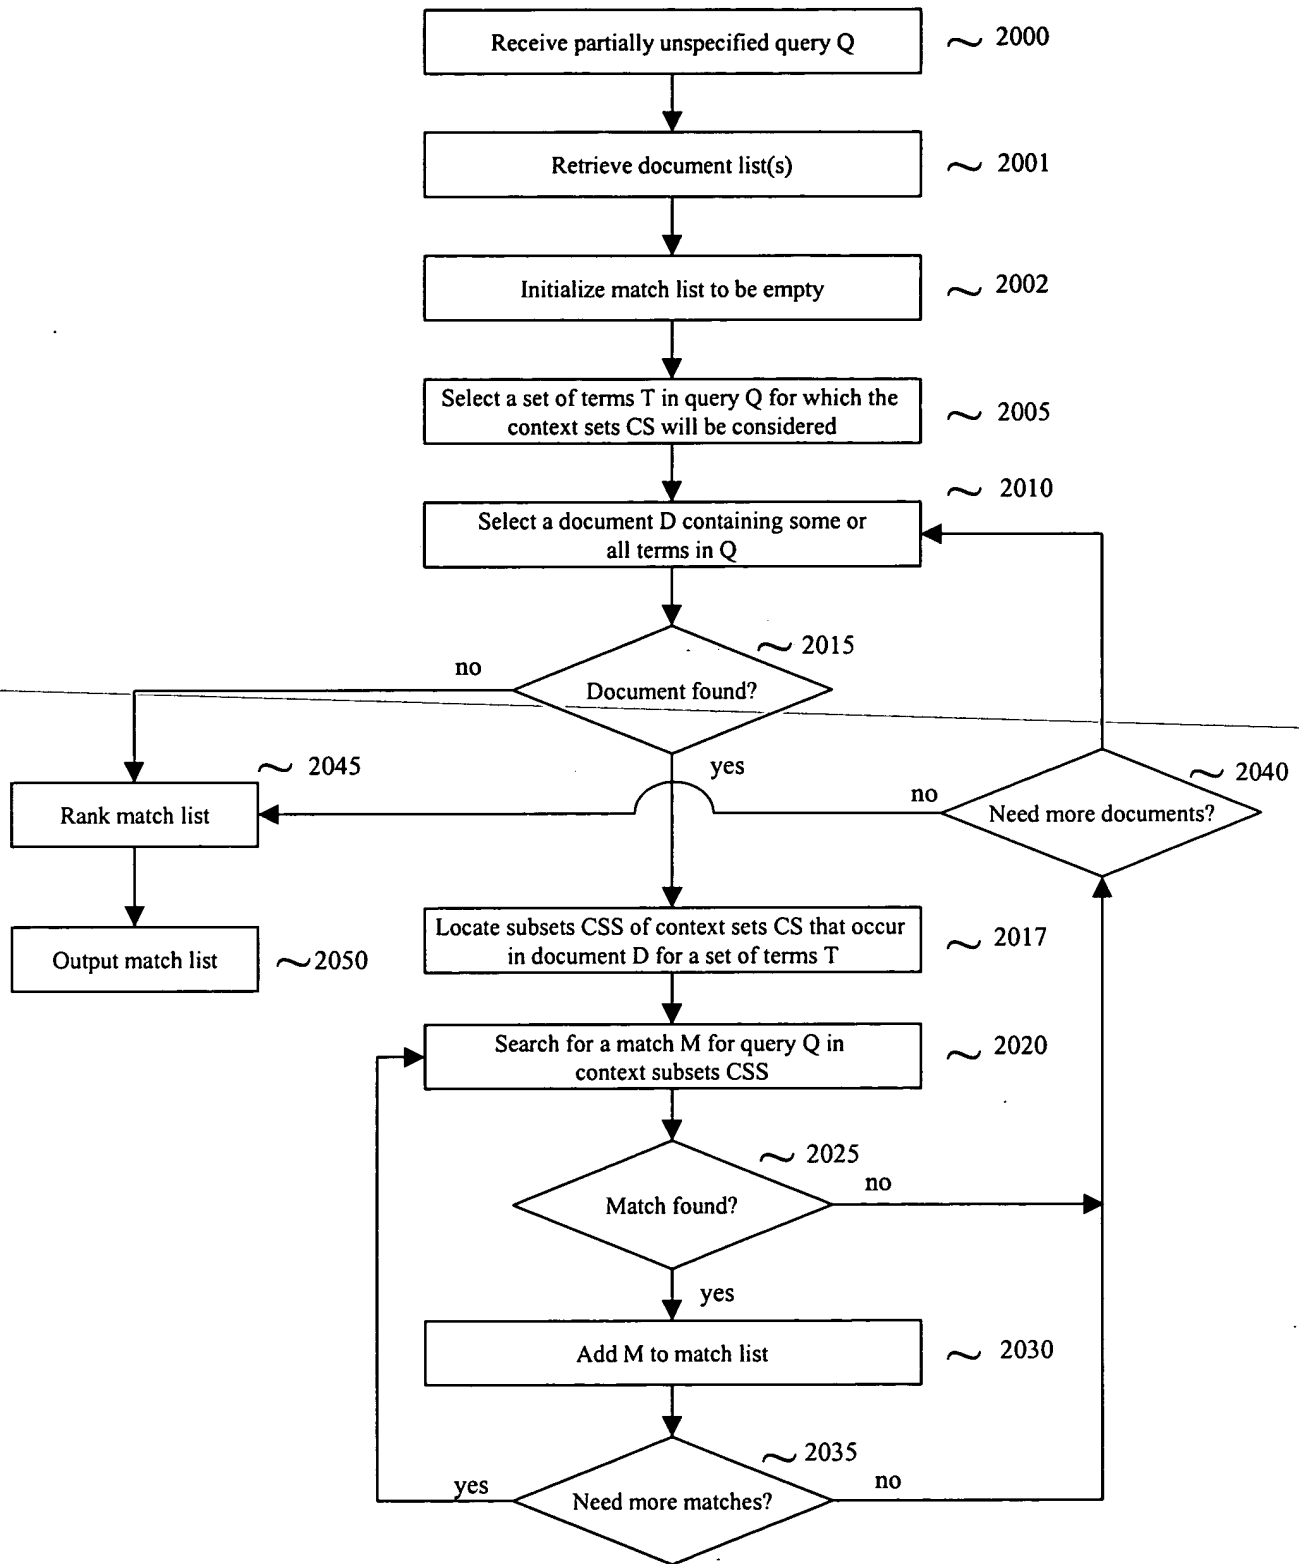 Receive partially unspecified query Q
2000
Retrieve document list(s)
2001
Initialize match list to be empty
2002
Select a set of terms T in query Q for which the
context sets CS will be considered
2005
2010
Select a document D containing some or
all terms in Q
2015
no
Document found?
yes
2045
Rank match list
2040
no
Need more documents?
Locate subsets CSS of context sets CS that occur
in document D for a set of terms T
2017
Output match list
2050
Search for a match M for query Q in
context subsets CSS
2020
2025
Match found?
no
yes
Add M to match list
2030
2035
yes
Need more matches?
no